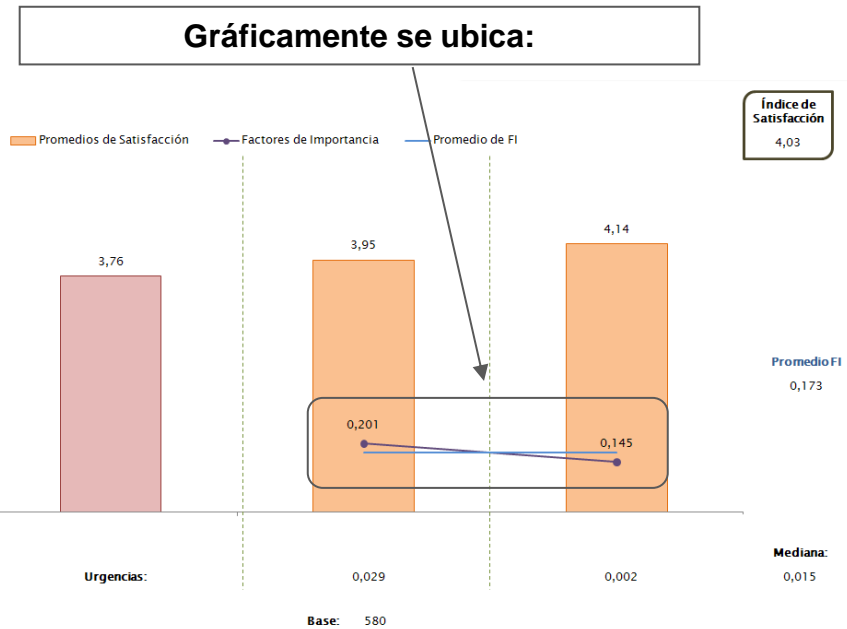 Gráficamente se ubica:
Índice de
Satisfacción
4,03
Promedios de Satisfacción
Factores de Importancia
Promedio de FI
3,76
3,95
4,14
Promedio FI
0,173
0,201
0,145
Mediana:
Urgencias:
0,029
0,002
0,015
Base: 580